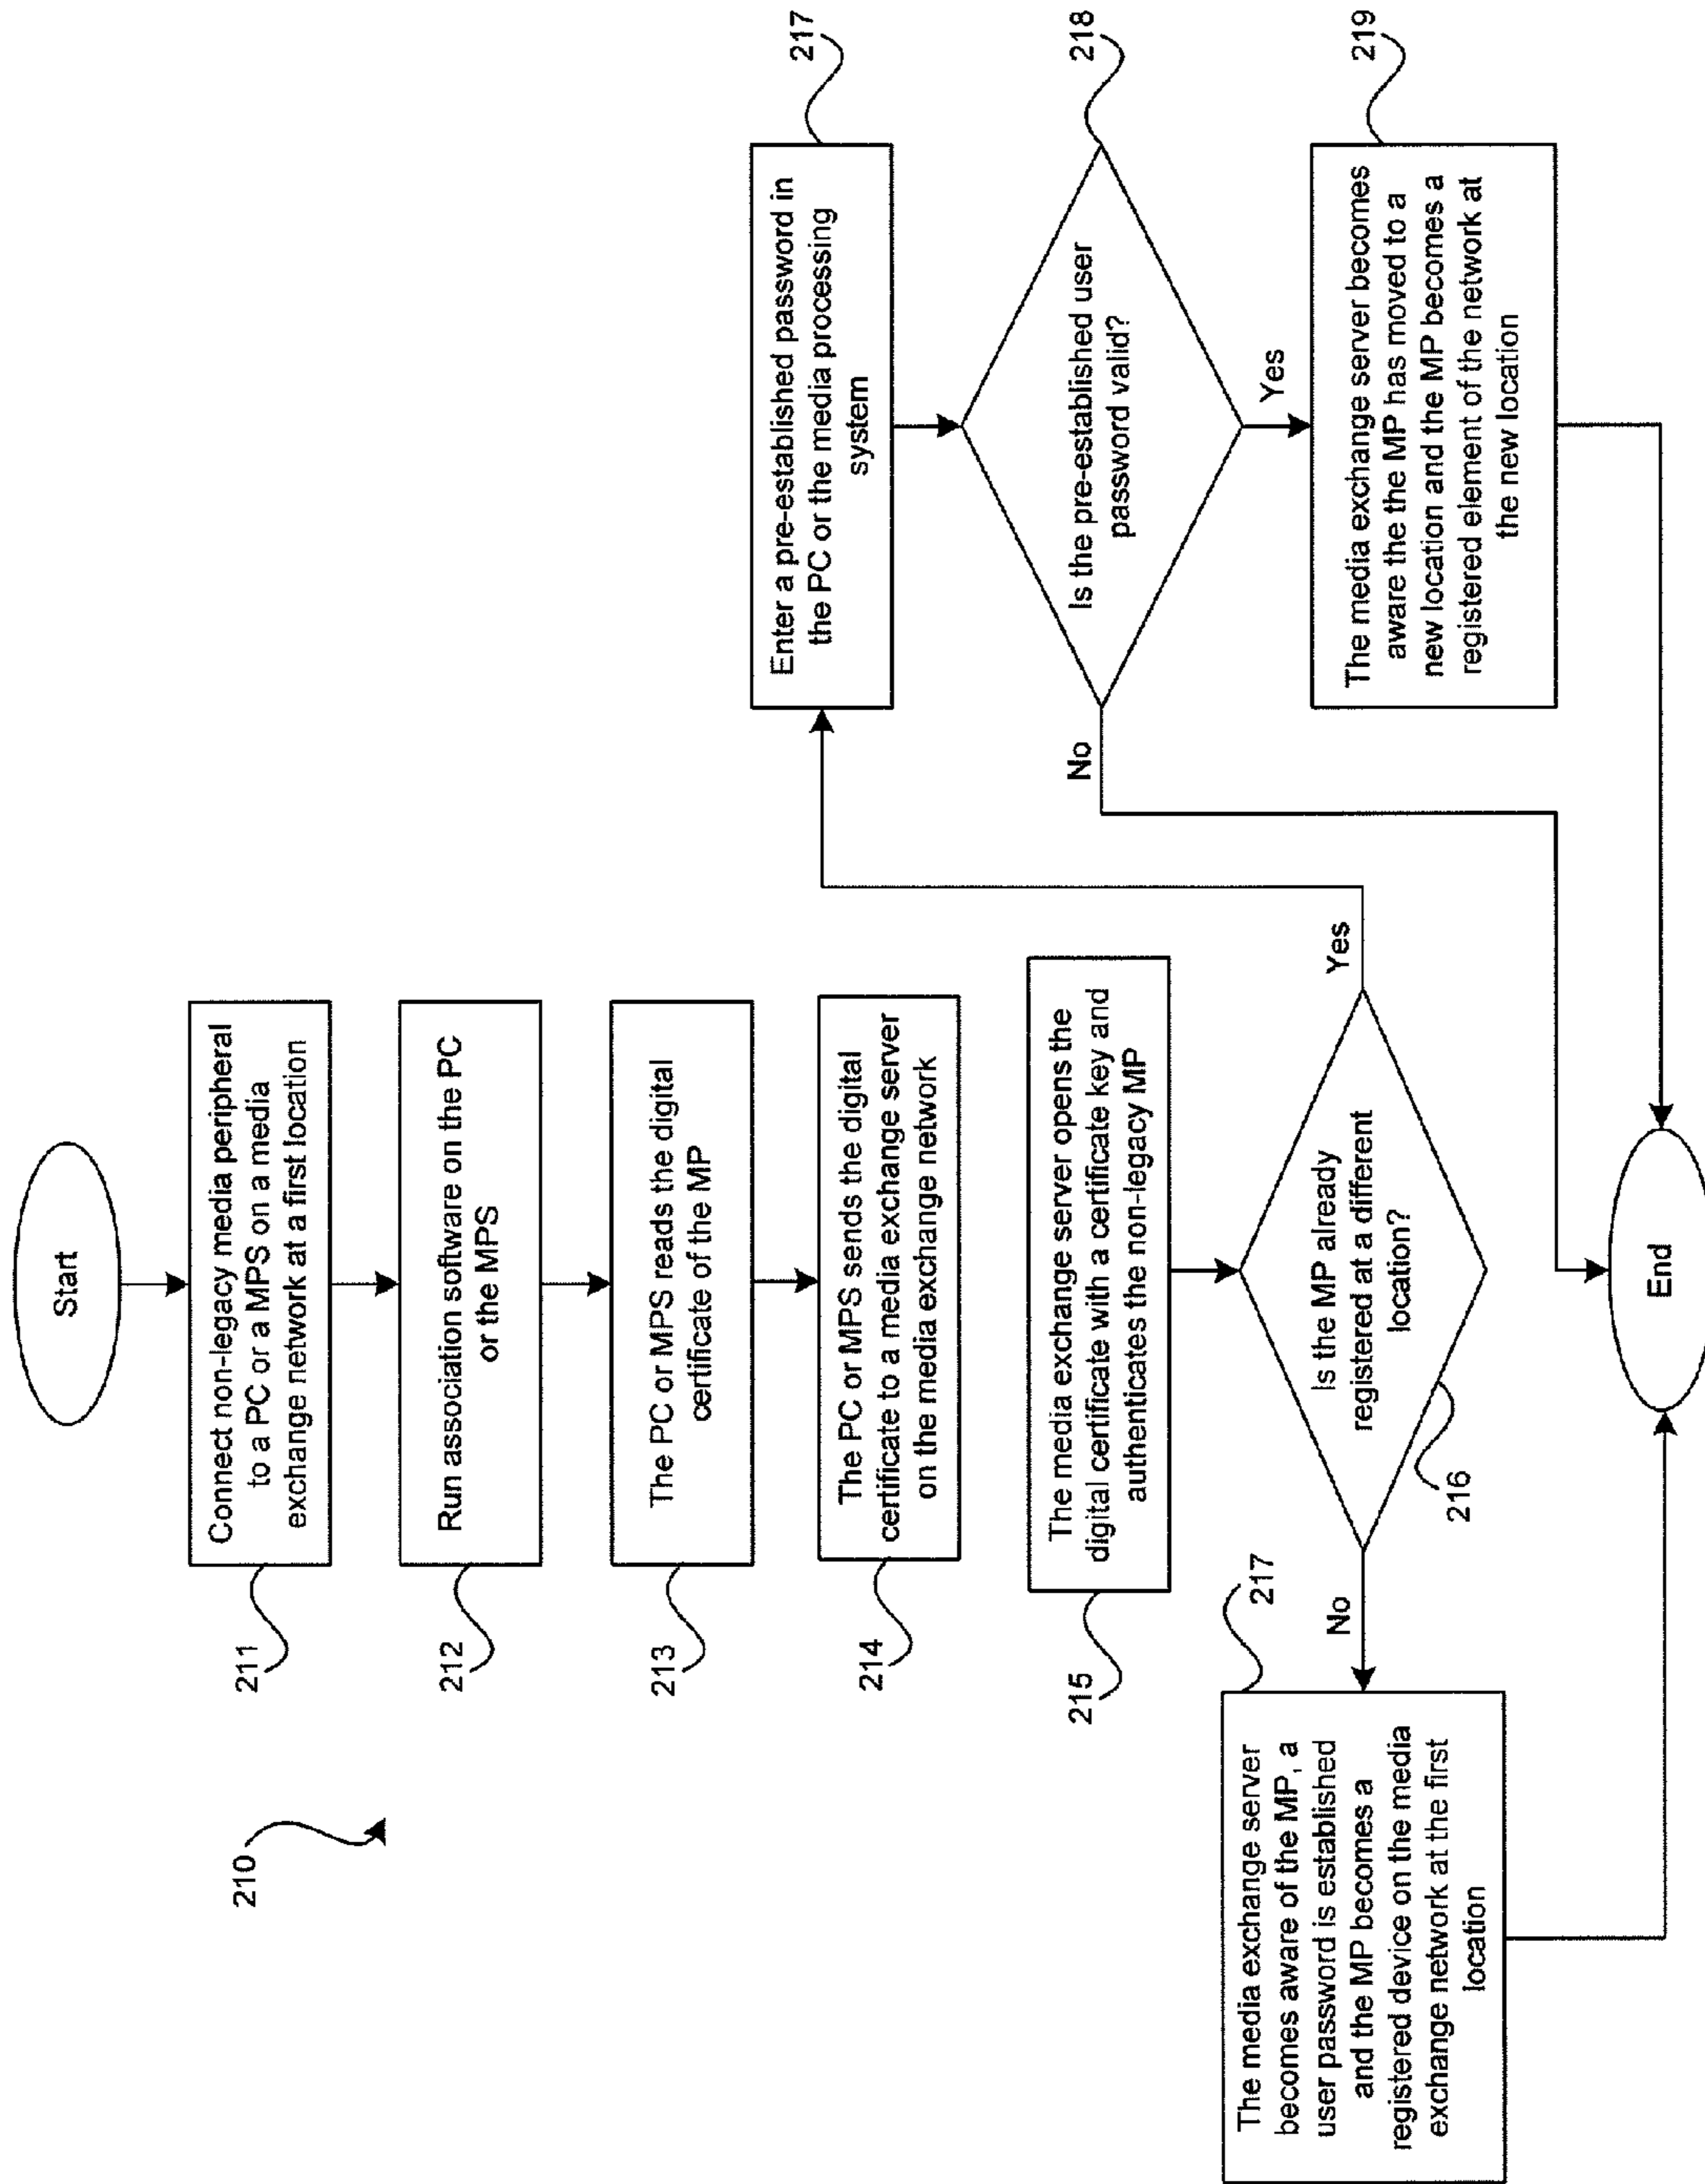 210
Start
Connect non-legacy media peripheral
to a PC or a MPS on a media
exchange network at a first location
211
Run association software on the PC
or the MPS
212
The PC or MPS reads the digital
certificate of the MP
213
The PC or MPS sends the digital
certificate to a media exchange server
on the media exchange network
214
The media exchange server opens the
digital certificate with a certificate key and
authenticates the non-legacy MP
215
Is the MP already
registered at a different
location?
216
No
Yes
217
The media exchange server
becomes aware of the MP, a
user password is established
and the MP becomes a
registered device on the media
exchange network at the first
location
Enter a pre-established password in
the PC or the media processing
system
217
Is the pre-established user
password valid?
218
No
Yes
The media exchange server becomes
aware the the MP has moved to a
new location and the MP becomes a
registered element of the network at
the new location
219
End